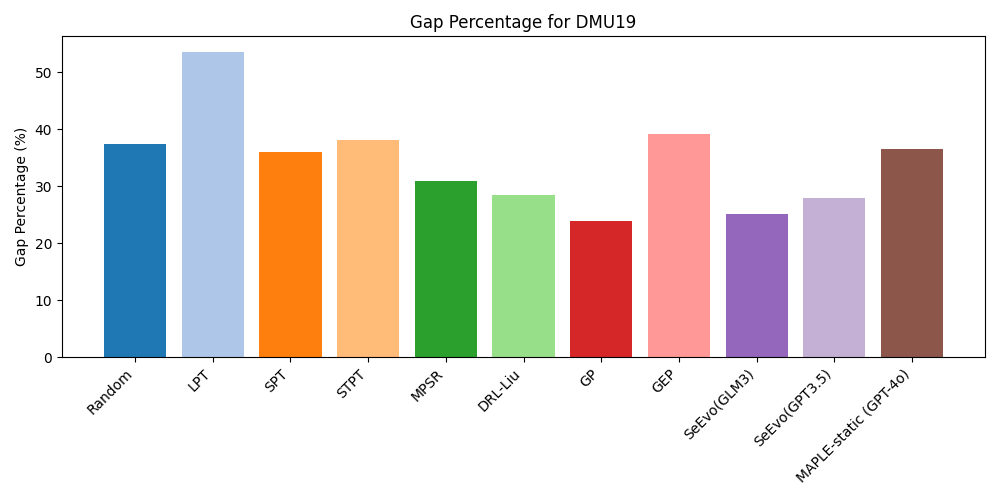 Gap Percentage for DMU19
Gap Percentage (%)
50
40
30
20
10
0
Random
LPT
SPT
STPT
MPSR
DRL-Liu
GP
GEP
SeEvo(GLM3)
SeEvo(GPT3.5)
MAPLE-static (GPT-4o)